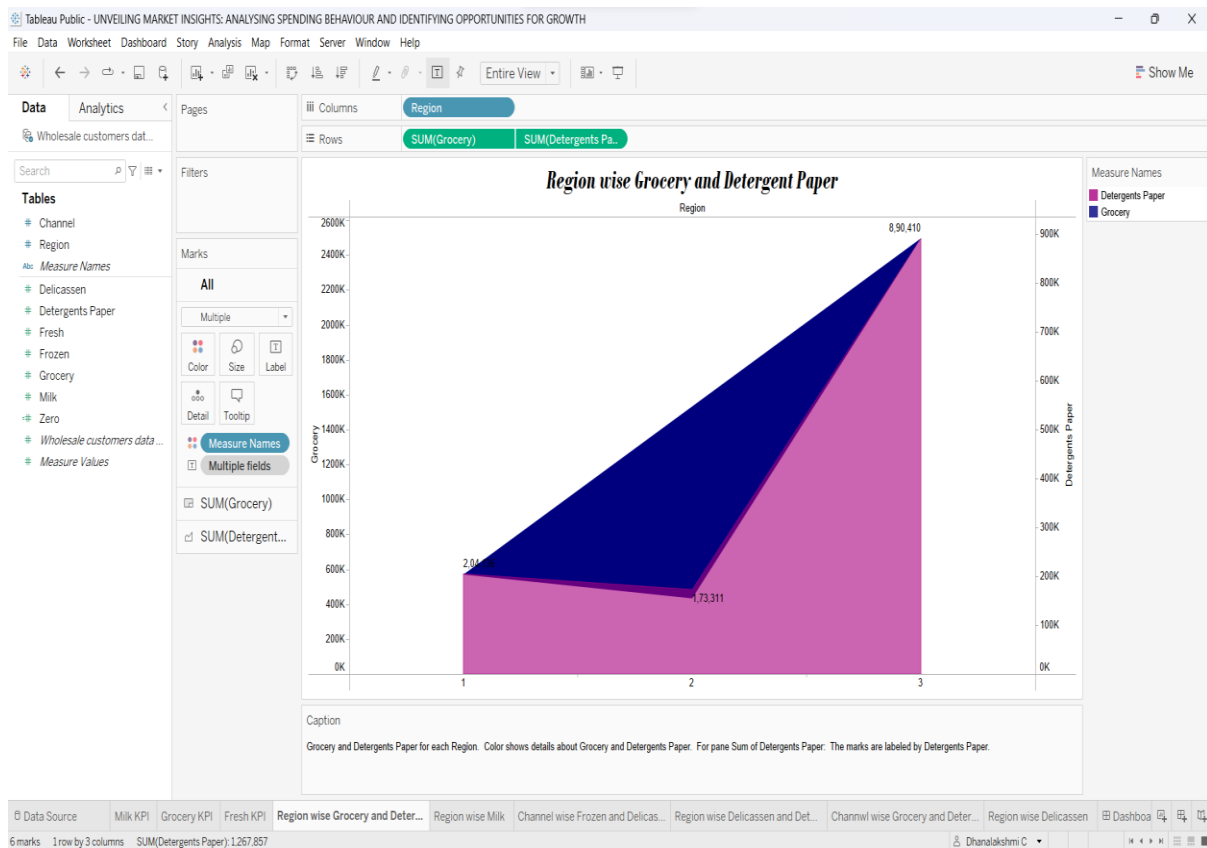 Tableau Public - UNVEILING MARKET INSIGHTS: ANALYSING SPENDING BEHAVIOUR AND IDENTIFYING OPPORTUNITIES FOR GROWTH
File Data Worksheet Dashboard Story Analysis Map Format Server Window Help
Entire View
Show Me
Data Analytics
Wholesale customers dat...
Search
Tables
Channel
Region
Abc Measure Names
Delicassen
Detergents Paper
Fresh
Frozen
Grocery
Milk
Zero
Wholesale customers data ...
Measure Values
Pages
Filters
Marks
All
Multiple
Color Size Label
Detail Tooltip
Measure Names
Multiple fields
SUM(Grocery)
SUM(Detergent...
Columns Region
Rows SUM(Grocery) SUM(Detergents Pa..
Region wise Grocery and Detergent Paper
Region
2600K
2400K
2200K
2000K
1800K
1600K
1400K
1200K
1000K
800K
600K
400K
200K
0K
Grocery
8,90,410
1,73,311
1 2 3
900K
800K
700K
600K
500K
400K
300K
200K
100K
0K
Detergents Paper
Measure Names
Detergents Paper
Grocery
Caption
Grocery and Detergents Paper for each Region. Color shows details about Grocery and Detergents Paper. For pane Sum of Detergents Paper: The marks are labeled by Detergents Paper.
Data Source Milk KPI Grocery KPI Fresh KPI Region wise Grocery and Deter... Region wise Milk Channel wise Frozen and Delicas... Region wise Delicassen and Det... Channwl wise Grocery and Deter... Region wise Delicassen Dashboa
6 marks 1 row by 3 columns SUM(Detergents Paper): 1,267,857 Dhanalakshmi C